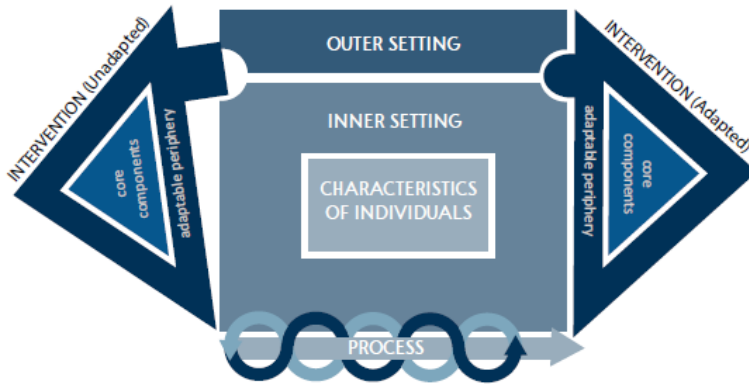 INTERVENTION (Unadapted)
core
components
adaptable periphery
OUTER SETTING
INNER SETTING
CHARACTERISTICS
OF INDIVIDUALS
PROCESS
INTERVENTION (Adapted)
adaptable periphery
core
components